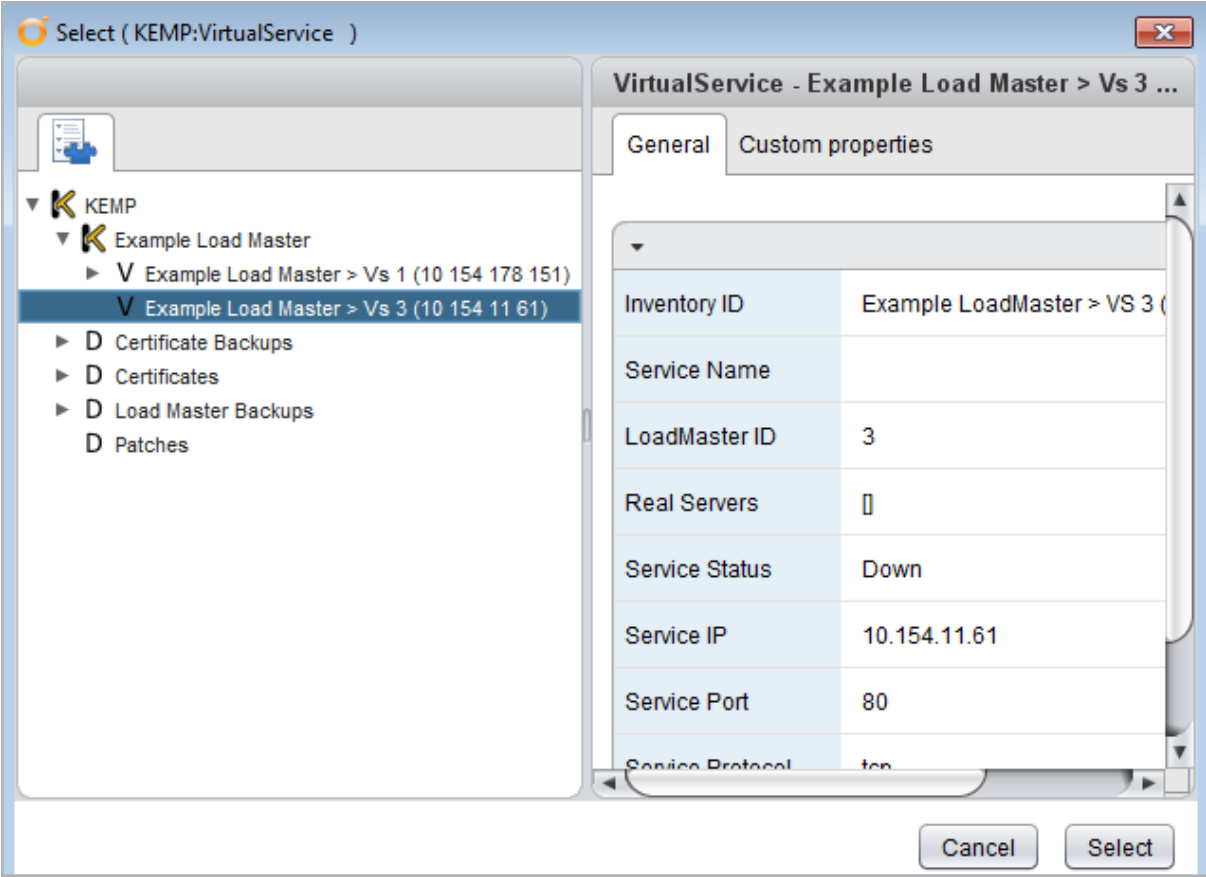 Select ( KEMP:VirtualService )
VirtualService - Example Load Master > Vs 3 ...
General Custom properties
KEMP
Example Load Master
V Example Load Master > Vs 1 (10 154 178 151)
V Example Load Master > Vs 3 (10 154 11 61)
D Certificate Backups
D Certificates
D Load Master Backups
D Patches
Inventory ID Example LoadMaster > VS 3 (
Service Name
LoadMaster ID 3
Real Servers []
Service Status Down
Service IP 10.154.11.61
Service Port 80
Service Protocol tcp
Cancel Select